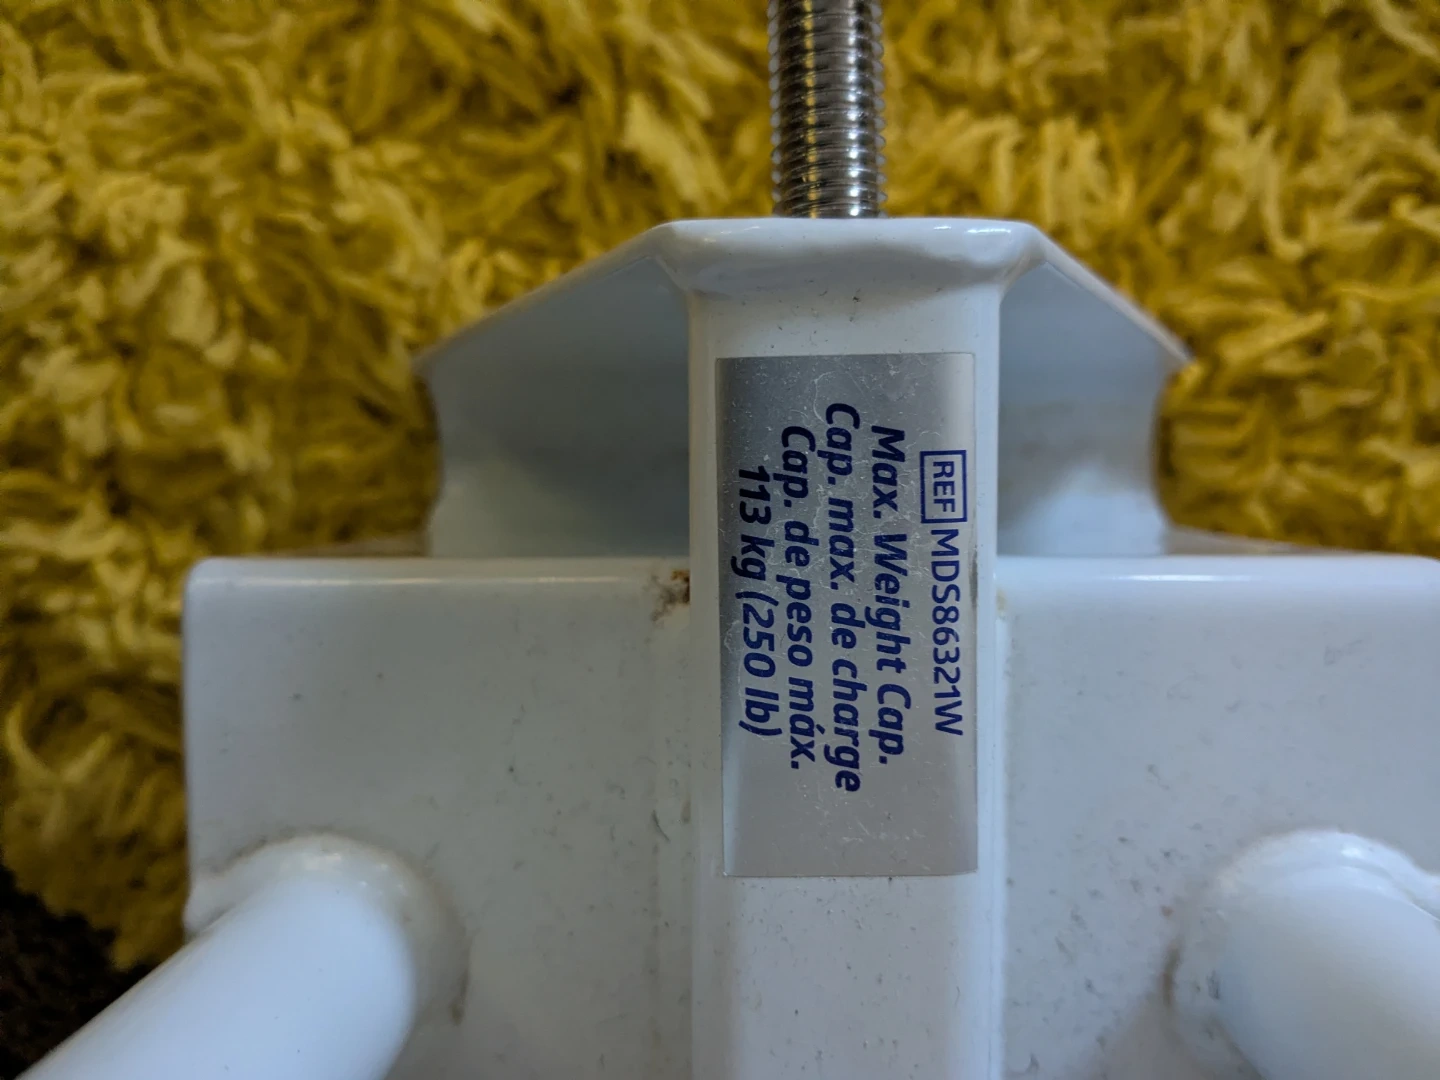 REF MDS86321W
Max. Weight Cap.
Cap. max. de charge
Cap. de peso máx.
113 kg (250 lb)